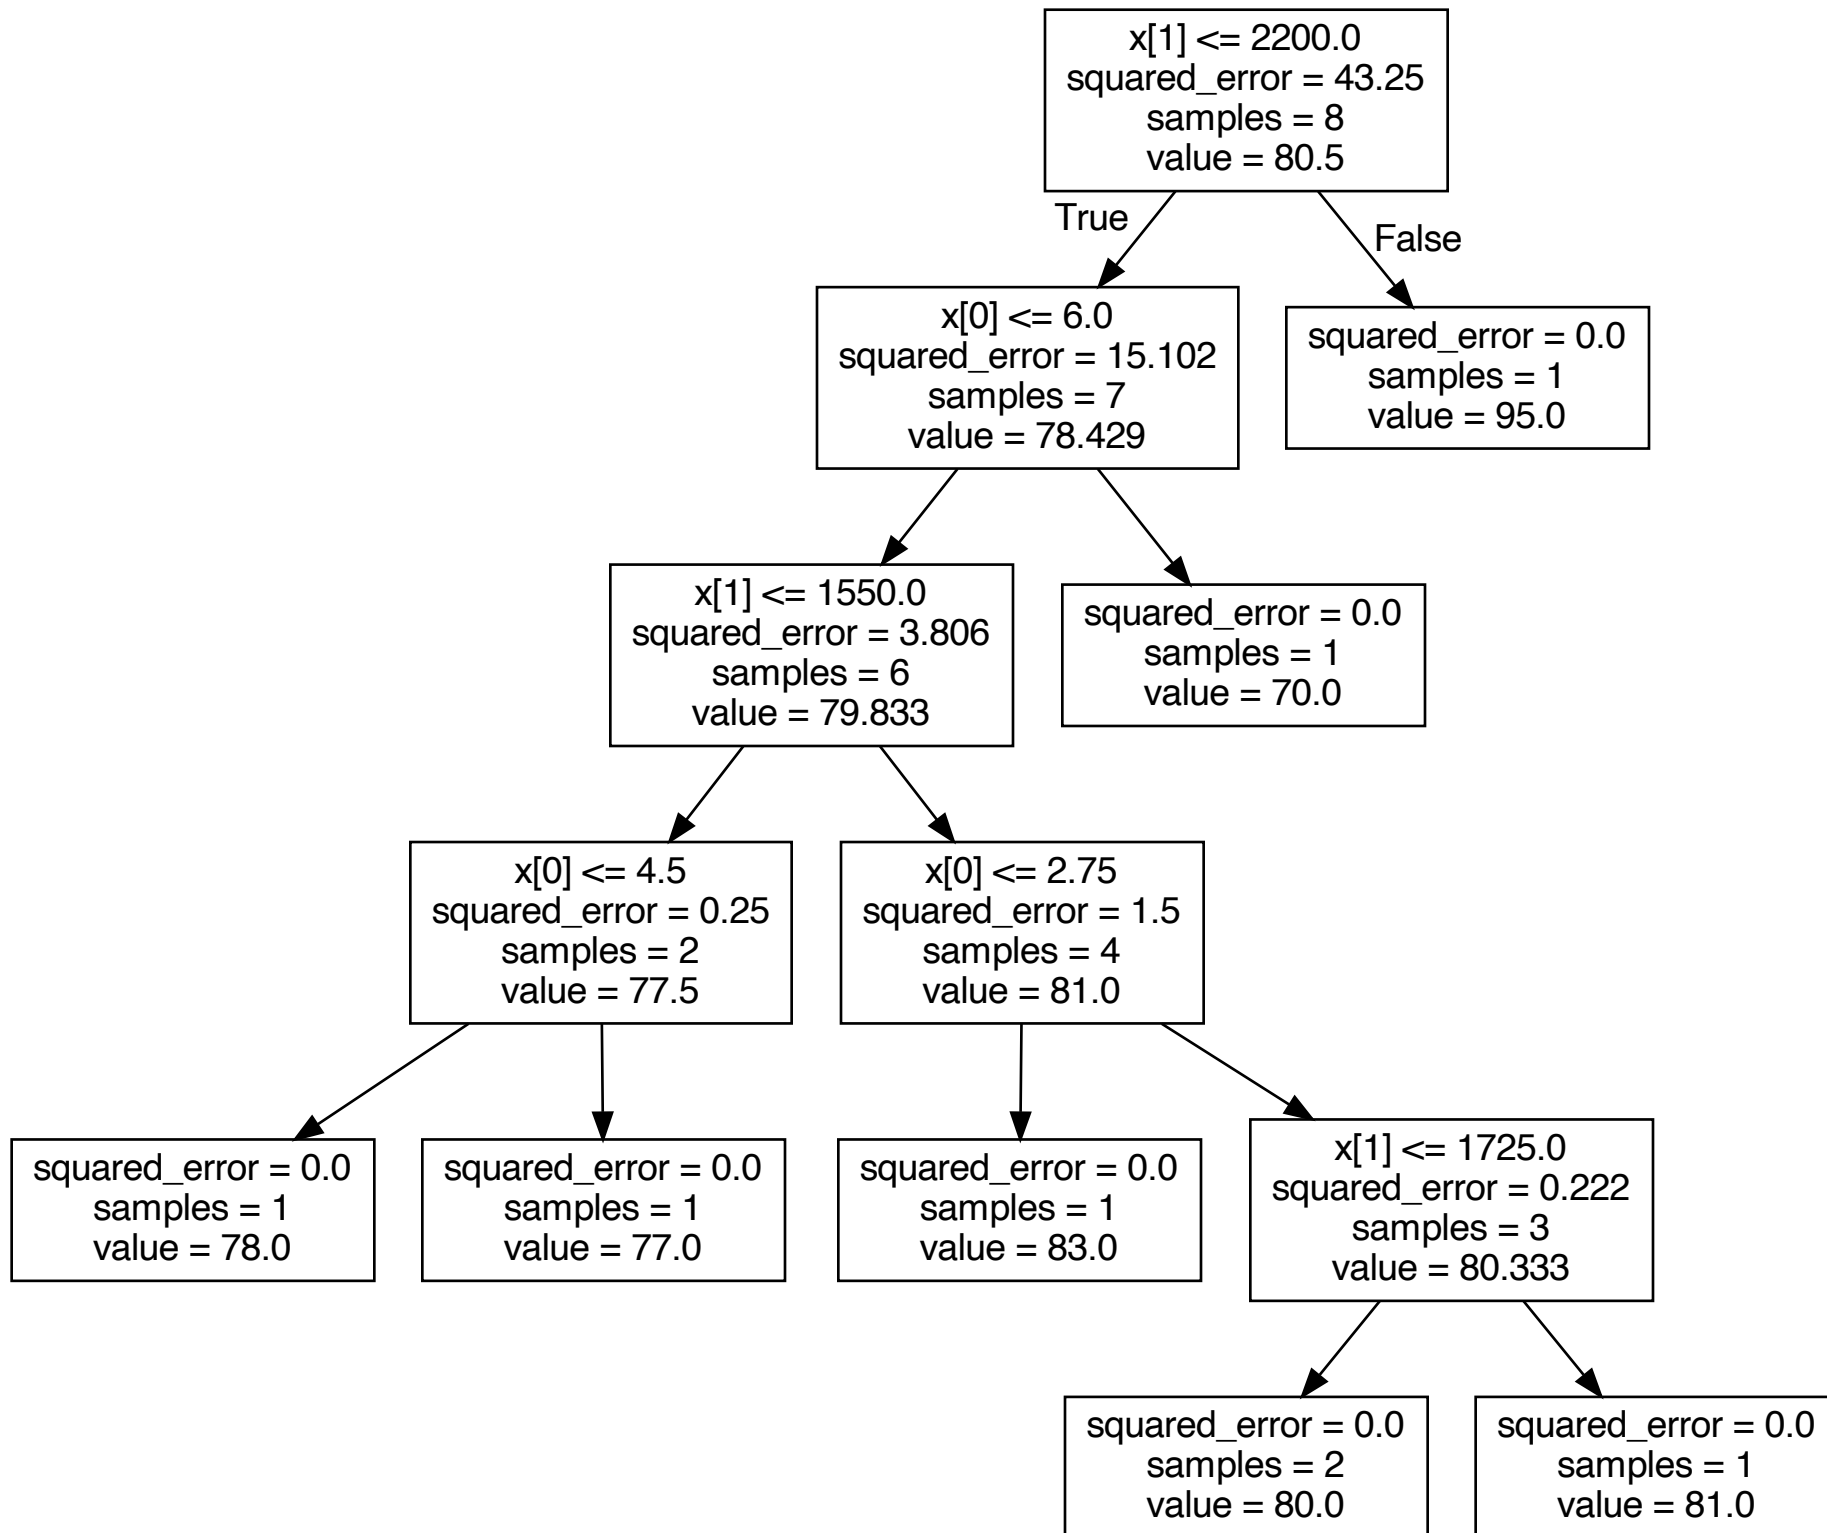 x[1] <= 2200.0
squared_error = 43.25
samples = 8
value = 80.5
True
False
x[0] <= 6.0
squared_error = 15.102
samples = 7
value = 78.429
squared_error = 0.0
samples = 1
value = 95.0
x[1] <= 1550.0
squared_error = 3.806
samples = 6
value = 79.833
squared_error = 0.0
samples = 1
value = 70.0
x[0] <= 4.5
squared_error = 0.25
samples = 2
value = 77.5
x[0] <= 2.75
squared_error = 1.5
samples = 4
value = 81.0
squared_error = 0.0
samples = 1
value = 78.0
squared_error = 0.0
samples = 1
value = 77.0
squared_error = 0.0
samples = 1
value = 83.0
x[1] <= 1725.0
squared_error = 0.222
samples = 3
value = 80.333
squared_error = 0.0
samples = 2
value = 80.0
squared_error = 0.0
samples = 1
value = 81.0